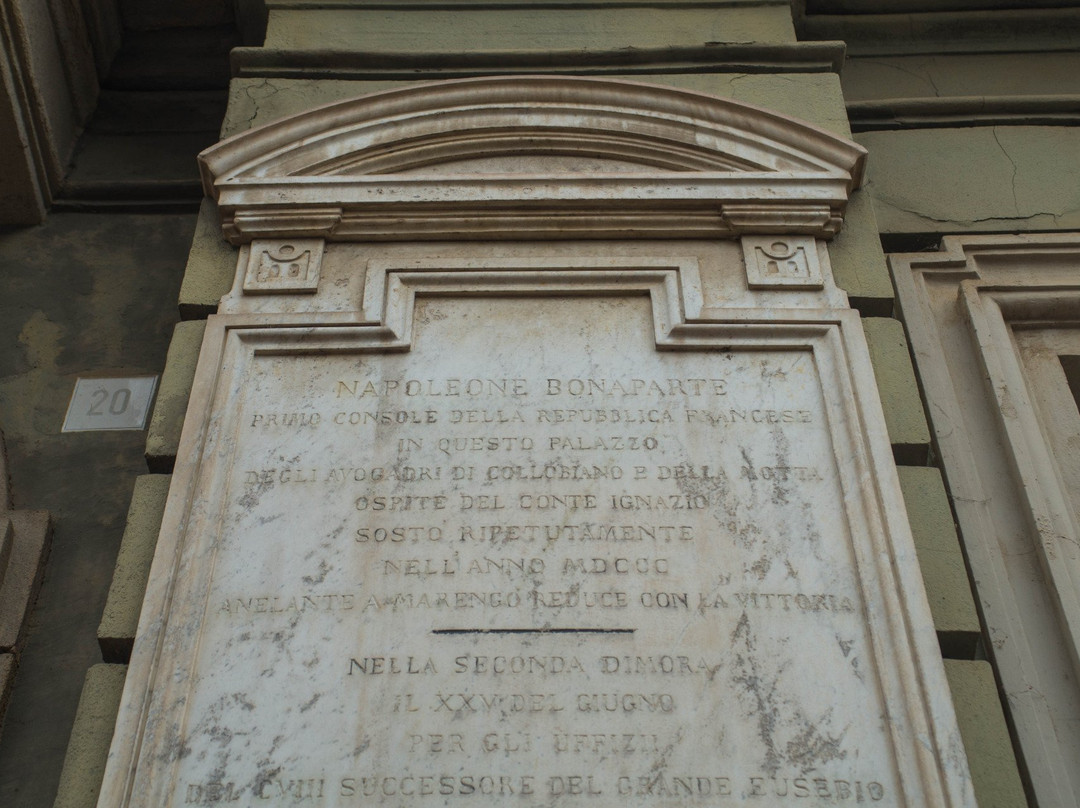 20
NAPOLEONE BONAPARTE
PRIMO CONSOLE DELLA REPUBBLICA FRANCESE
IN QUESTO PALAZZO
DEGLI AVOGADRI DI COLLOBIANO E DELLA MOTTA
OSPITE DEL CONTE IGNAZIO
SOSTO RIPETUTAMENTE
NELL'ANNO MDCCC
ANELANTE A MARENGO REDUCE CON LA VITTORIA
NELLA SECONDA DIMORA
IL XXV DEL GIUGNO
PER GLI UFFIZII
DEL CVIII SUCCESSORE DEL GRANDE EUSEBIO